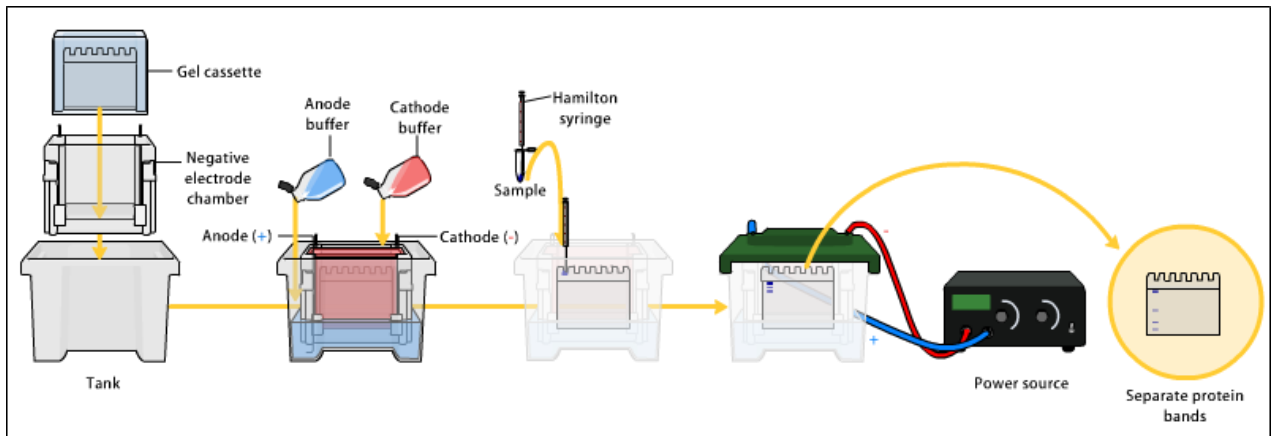 Gel cassette
Negative
electrode
chamber
Tank
Anode
buffer
Cathode
buffer
Anode (+)
Cathode (-)
Hamilton
syringe
Sample
-
+
Power source
Separate protein
bands